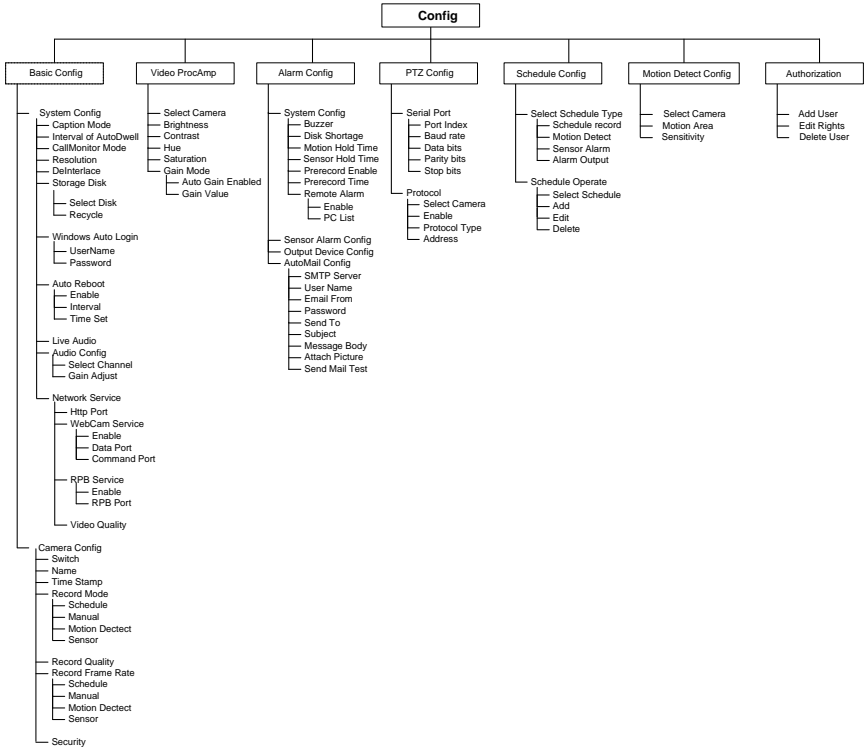 Config
Basic Config
Video ProcAmp
Alarm Config
PTZ Config
Schedule Config
Motion Detect Config
Authorization
System Config
Caption Mode
Interval of AutoDwell
CallMonitor Mode
Resolution
DeInterlace
Storage Disk
Select Disk
Recycle
Windows Auto Login
UserName
Password
Auto Reboot
Enable
Interval
Time Set
Live Audio
Audio Config
Select Channel
Gain Adjust
Network Service
Http Port
WebCam Service
Enable
Data Port
Command Port
RPB Service
Enable
RPB Port
Video Quality
Camera Config
Switch
Name
Time Stamp
Record Mode
Schedule
Manual
Motion Dectect
Sensor
Record Quality
Record Frame Rate
Schedule
Manual
Motion Dectect
Sensor
Security
Select Camera
Brightness
Contrast
Hue
Saturation
Gain Mode
Auto Gain Enabled
Gain Value
System Config
Buzzer
Disk Shortage
Motion Hold Time
Sensor Hold Time
Prerecord Enable
Prerecord Time
Remote Alarm
Enable
PC List
Sensor Alarm Config
Output Device Config
AutoMail Config
SMTP Server
User Name
Email From
Password
Send To
Subject
Message Body
Attach Picture
Send Mail Test
Serial Port
Port Index
Baud rate
Data bits
Parity bits
Stop bits
Protocol
Select Camera
Enable
Protocol Type
Address
Select Schedule Type
Schedule record
Motion Detect
Sensor Alarm
Alarm Output
Schedule Operate
Select Schedule
Add
Edit
Delete
Select Camera
Motion Area
Sensitivity
Add User
Edit Rights
Delete User